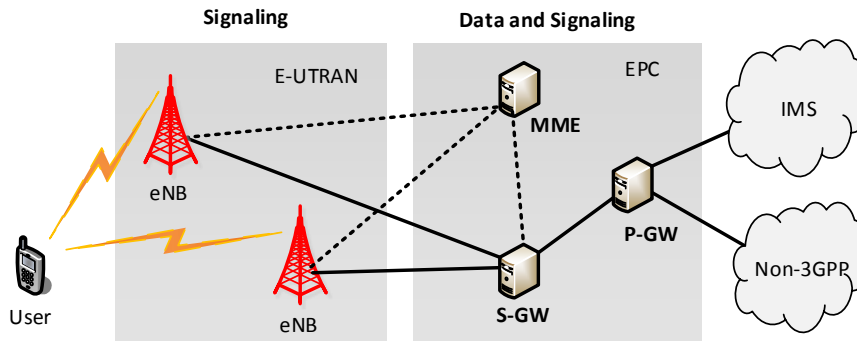 Signaling
Data and Signaling
E-UTRAN
EPC
MME
IMS
eNB
P-GW
Non-3GPP
User
eNB
S-GW